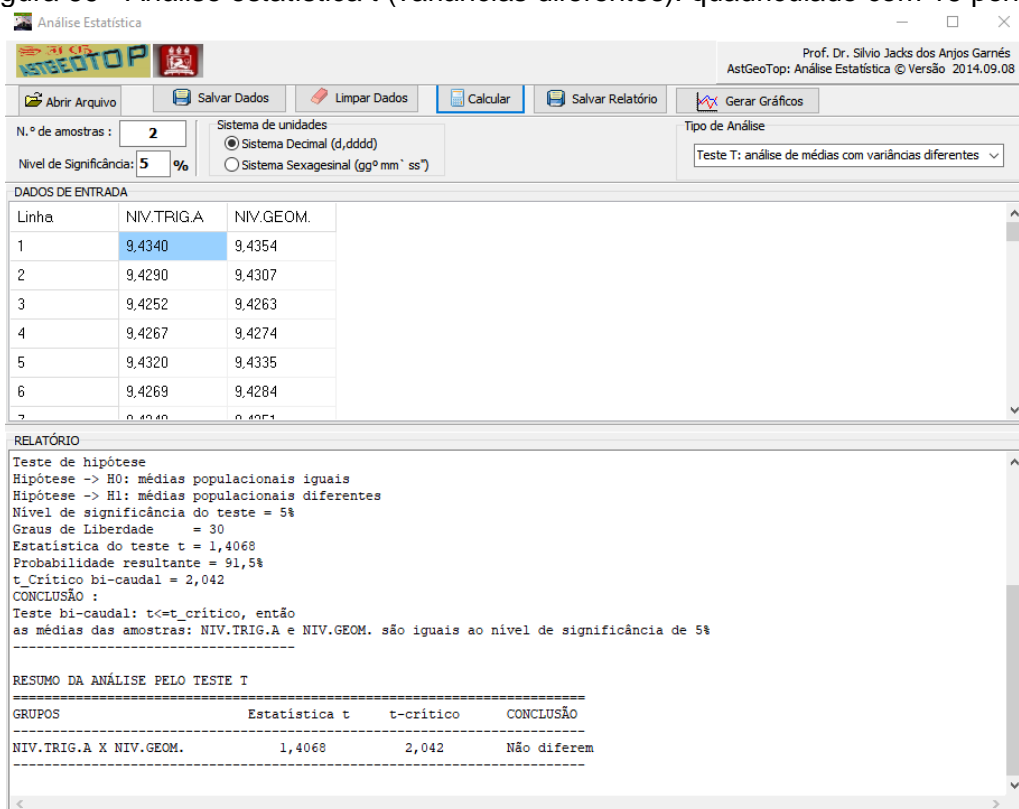 Análise Estatística
ASTGEOTOP
Prof. Dr. Silvio Jacks dos Anjos Garnés
AstGeoTop: Análise Estatística © Versão 2014.09.08
Abrir Arquivo
Salvar Dados
Limpar Dados
Calcular
Salvar Relatório
Gerar Gráficos
N.º de amostras : 2
Nivel de Significância: 5 %
Sistema de unidades
Sistema Decimal (d,dddd)
Sistema Sexagesinal (ggº mm` ss")
Tipo de Análise
Teste T: análise de médias com variâncias diferentes
DADOS DE ENTRADA
Linha NIV.TRIG.A NIV.GEOM.
1 9,4340 9,4354
2 9,4290 9,4307
3 9,4252 9,4263
4 9,4267 9,4274
5 9,4320 9,4335
6 9,4269 9,4284
RELATÓRIO
Teste de hipótese
Hipótese -> H0: médias populacionais iguais
Hipótese -> H1: médias populacionais diferentes
Nível de significância do teste = 5%
Graus de Liberdade = 30
Estatística do teste t = 1,4068
Probabilidade resultante = 91,5%
t_Crítico bi-caudal = 2,042
CONCLUSÃO :
Teste bi-caudal: t<=t_crítico, então
as médias das amostras: NIV.TRIG.A e NIV.GEOM. são iguais ao nível de significância de 5%
------------------------------------
RESUMO DA ANÁLISE PELO TESTE T
=========================================================================
GRUPOS Estatística t t-crítico CONCLUSÃO
-------------------------------------------------------------------------
NIV.TRIG.A X NIV.GEOM. 1,4068 2,042 Não diferem
-------------------------------------------------------------------------